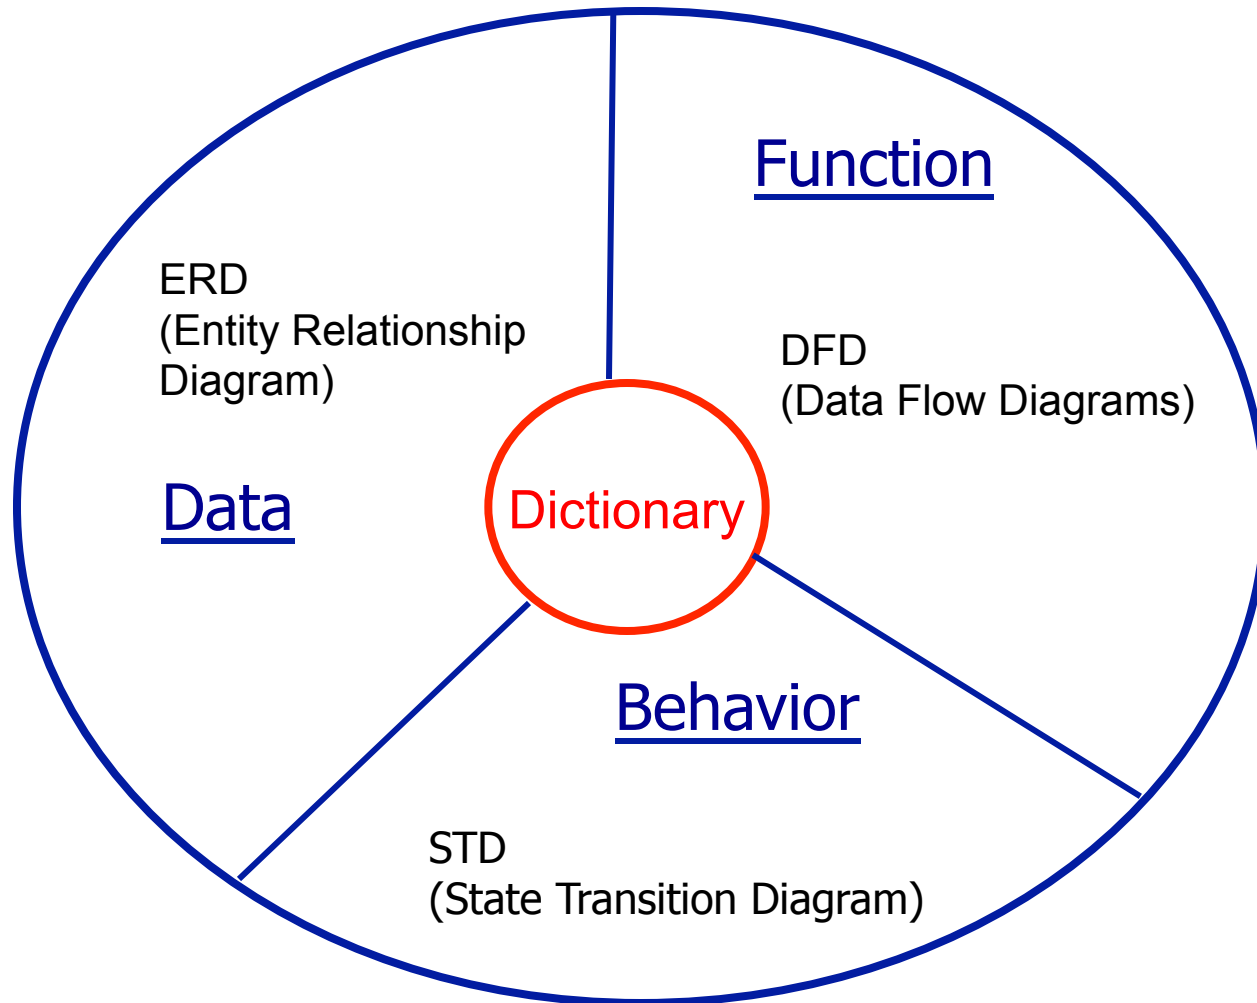 Function
ERD
(Entity Relationship
Diagram)
DFD
(Data Flow Diagrams)
Data
Dictionary
Behavior
STD
(State Transition Diagram)